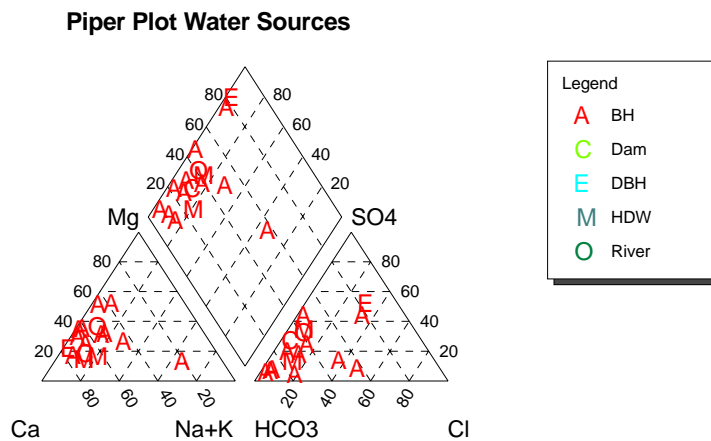 Piper Plot Water Sources
Legend
A BH
C Dam
E DBH
M HDW
O River
80 80
60 60
40 40
20 20
Mg SO4
80 80
60 60
40 40
20 20
80 60 40 20 20 40 60 80
Ca Na+K HCO3 Cl